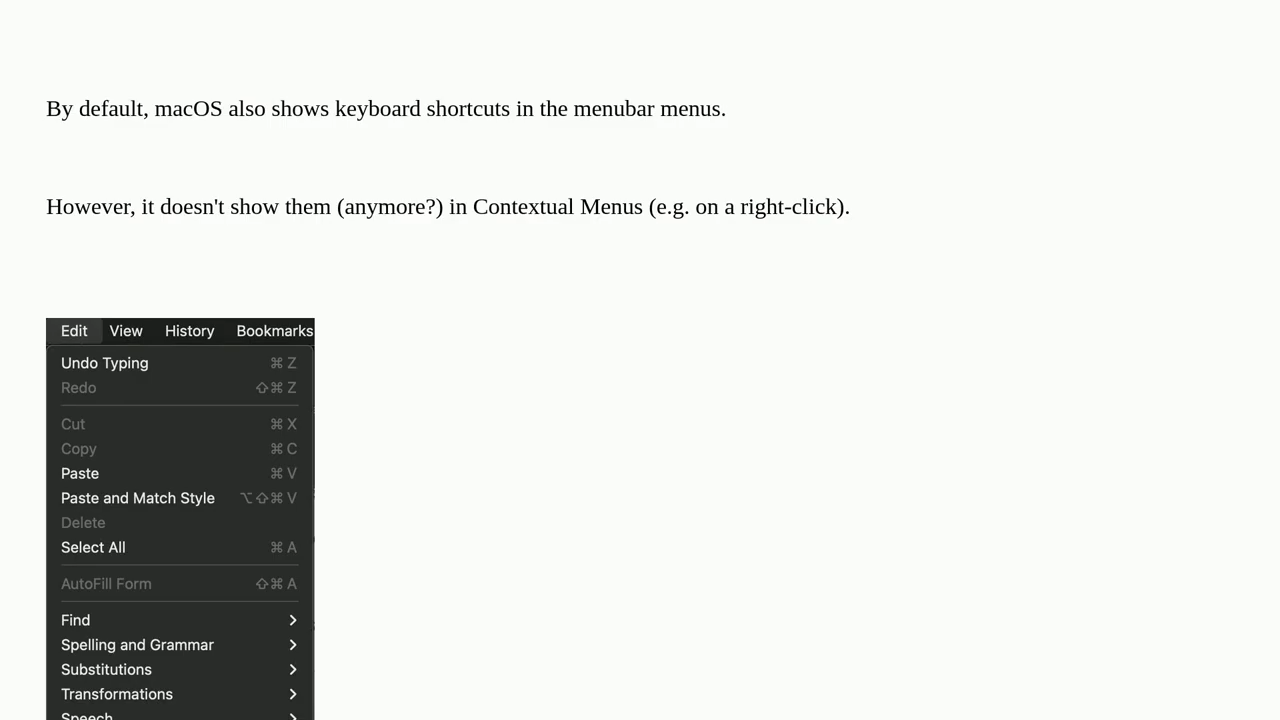 By default, macOS also shows keyboard shortcuts in the menubar menus.
However, it doesn't show them (anymore?) in Contextual Menus (e.g. on a right-click).
Edit View History Bookmarks
Undo Typing ⌘ Z
Redo ⇧⌘ Z
Cut ⌘ X
Copy ⌘ C
Paste ⌘ V
Paste and Match Style ⌥⇧⌘ V
Delete
Select All ⌘ A
AutoFill Form ⇧⌘ A
Find
Spelling and Grammar
Substitutions
Transformations
Speech